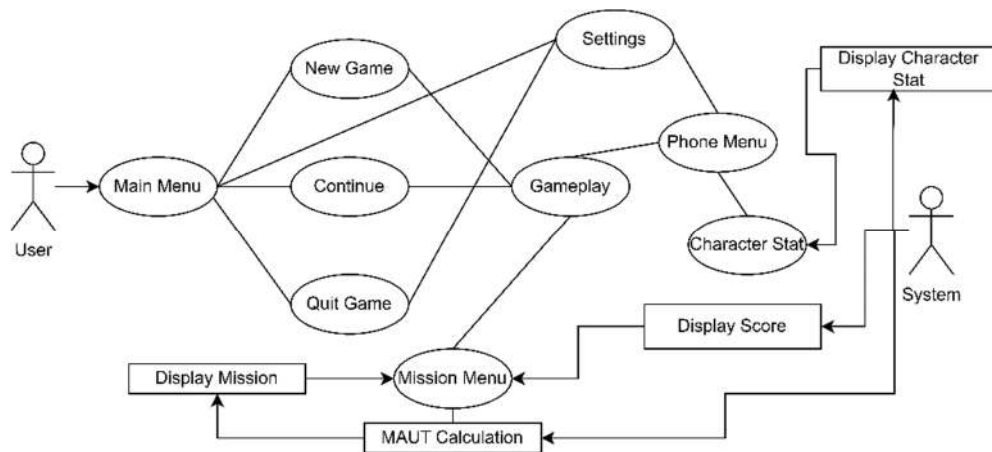 Settings
Display Character
Stat
New Game
Phone Menu
Main Menu
Continue
Gameplay
User
Character Stat
Quit Game
System
Display Score
Display Mission
Mission Menu
MAUT Calculation